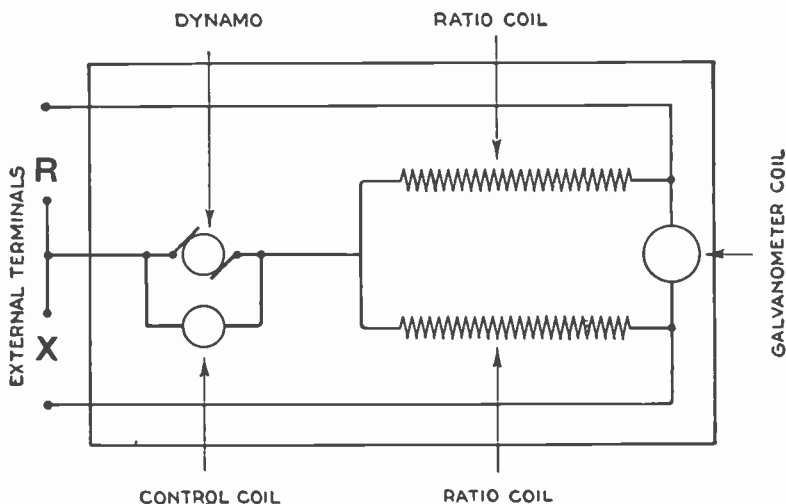 DYNAMO
RATIO COIL
EXTERNAL TERMINALS
R
X
GALVANOMETER COIL
CONTROL COIL
RATIO COIL